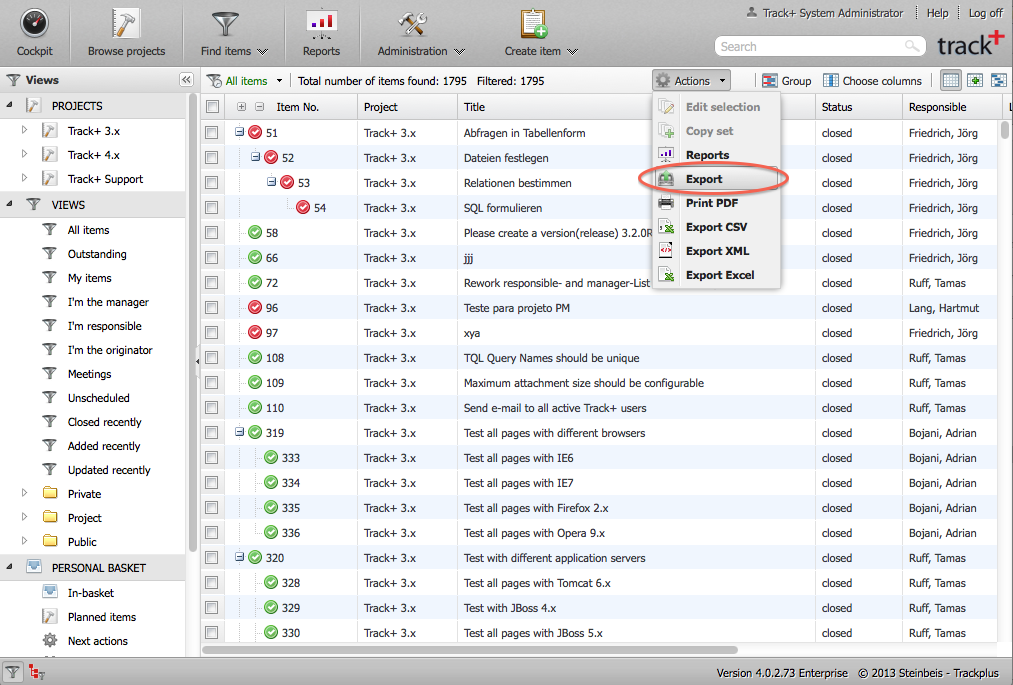 Track+ System Administrator Help Log off
Cockpit Browse projects Find items Reports Administration Create item
Search
track+
Views
All items Total number of items found: 1795 Filtered: 1795 Actions Group Choose columns
PROJECTS
Track+ 3.x
Track+ 4.x
Track+ Support
VIEWS
All items
Outstanding
My items
I'm the manager
I'm responsible
I'm the originator
Meetings
Unscheduled
Closed recently
Added recently
Updated recently
Private
Project
Public
PERSONAL BASKET
In-basket
Planned items
Next actions
Item No. Project Title Status Responsible
51 Track+ 3.x Abfragen in Tabellenform closed Friedrich, Jörg
52 Track+ 3.x Dateien festlegen closed Friedrich, Jörg
53 Track+ 3.x Relationen bestimmen closed Friedrich, Jörg
54 Track+ 3.x SQL formulieren closed Friedrich, Jörg
58 Track+ 3.x Please create a version(release) 3.2.0R closed Friedrich, Jörg
66 Track+ 3.x jjj closed Friedrich, Jörg
72 Track+ 3.x Rework responsible- and manager-List closed Ruff, Tamas
96 Track+ 3.x Teste para projeto PM closed Lang, Hartmut
97 Track+ 3.x xya closed Friedrich, Jörg
108 Track+ 3.x TQL Query Names should be unique closed Ruff, Tamas
109 Track+ 3.x Maximum attachment size should be configurable closed Ruff, Tamas
110 Track+ 3.x Send e-mail to all active Track+ users closed Ruff, Tamas
319 Track+ 3.x Test all pages with different browsers closed Bojani, Adrian
333 Track+ 3.x Test all pages with IE6 closed Bojani, Adrian
334 Track+ 3.x Test all pages with IE7 closed Bojani, Adrian
335 Track+ 3.x Test all pages with Firefox 2.x closed Bojani, Adrian
336 Track+ 3.x Test all pages with Opera 9.x closed Bojani, Adrian
320 Track+ 3.x Test with different application servers closed Ruff, Tamas
328 Track+ 3.x Test all pages with Tomcat 6.x closed Ruff, Tamas
329 Track+ 3.x Test with JBoss 4.x closed Ruff, Tamas
330 Track+ 3.x Test all pages with JBoss 5.x closed Ruff, Tamas
Edit selection
Copy set
Reports
Export
Print PDF
Export CSV
Export XML
Export Excel
Version 4.0.2.73 Enterprise © 2013 Steinbeis - Trackplus